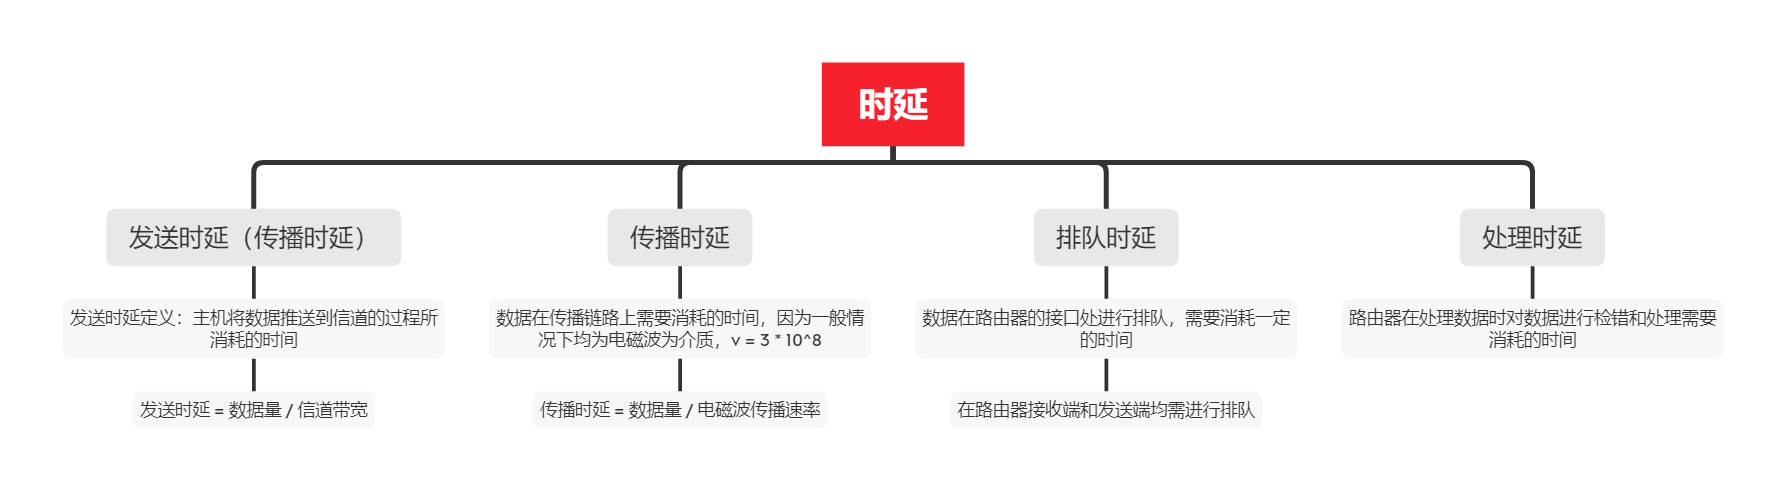 时延
发送时延（传播时延）
传播时延
排队时延
处理时延
发送时延定义：主机将数据推送到信道的过程所
消耗的时间
数据在传播链路上需要消耗的时间，因为一般情
况下均为电磁波为介质，v = 3 * 10^8
数据在路由器的接口处进行排队，需要消耗一定
的时间
路由器在处理数据时对数据进行检错和处理需要
消耗的时间
发送时延 = 数据量 / 信道带宽
传播时延 = 数据量 / 电磁波传播速率
在路由器接收端和发送端均需进行排队